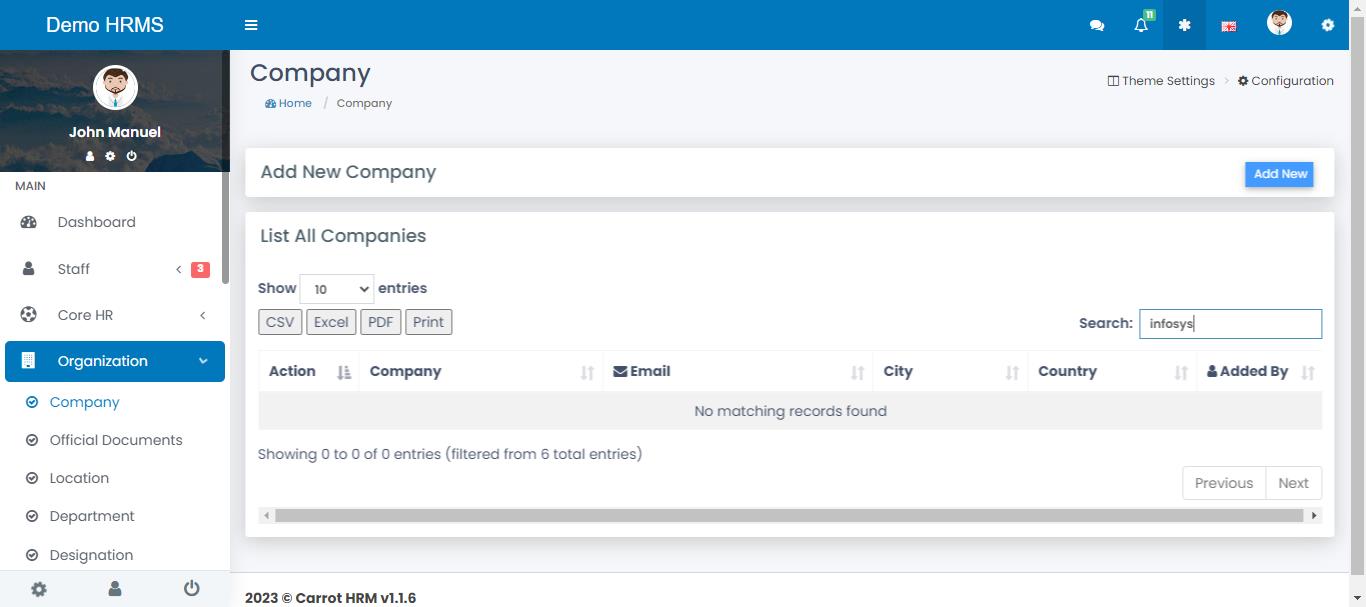 Demo HRMS
11
John Manuel
MAIN
Dashboard
Staff 3
Core HR
Organization
Company
Official Documents
Location
Department
Designation
Company
Home / Company
Theme Settings > Configuration
Add New Company
Add New
List All Companies
Show 10 entries
CSV Excel PDF Print
Search: infosys
Action Company Email City Country Added By
No matching records found
Showing 0 to 0 of 0 entries (filtered from 6 total entries)
Previous Next
2023 © Carrot HRM v1.1.6